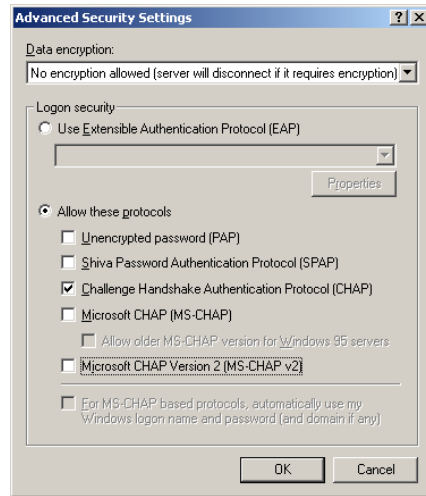 Advanced Security Settings
Data encryption:
No encryption allowed (server will disconnect if it requires encryption)
Logon security
Use Extensible Authentication Protocol (EAP)
Properties
Allow these protocols
Unencrypted password (PAP)
Shiva Password Authentication Protocol (SPAP)
Challenge Handshake Authentication Protocol (CHAP)
Microsoft CHAP (MS-CHAP)
Allow older MS-CHAP version for Windows 95 servers
Microsoft CHAP Version 2 (MS-CHAP v2)
For MS-CHAP based protocols, automatically use my
Windows logon name and password (and domain if any)
OK Cancel